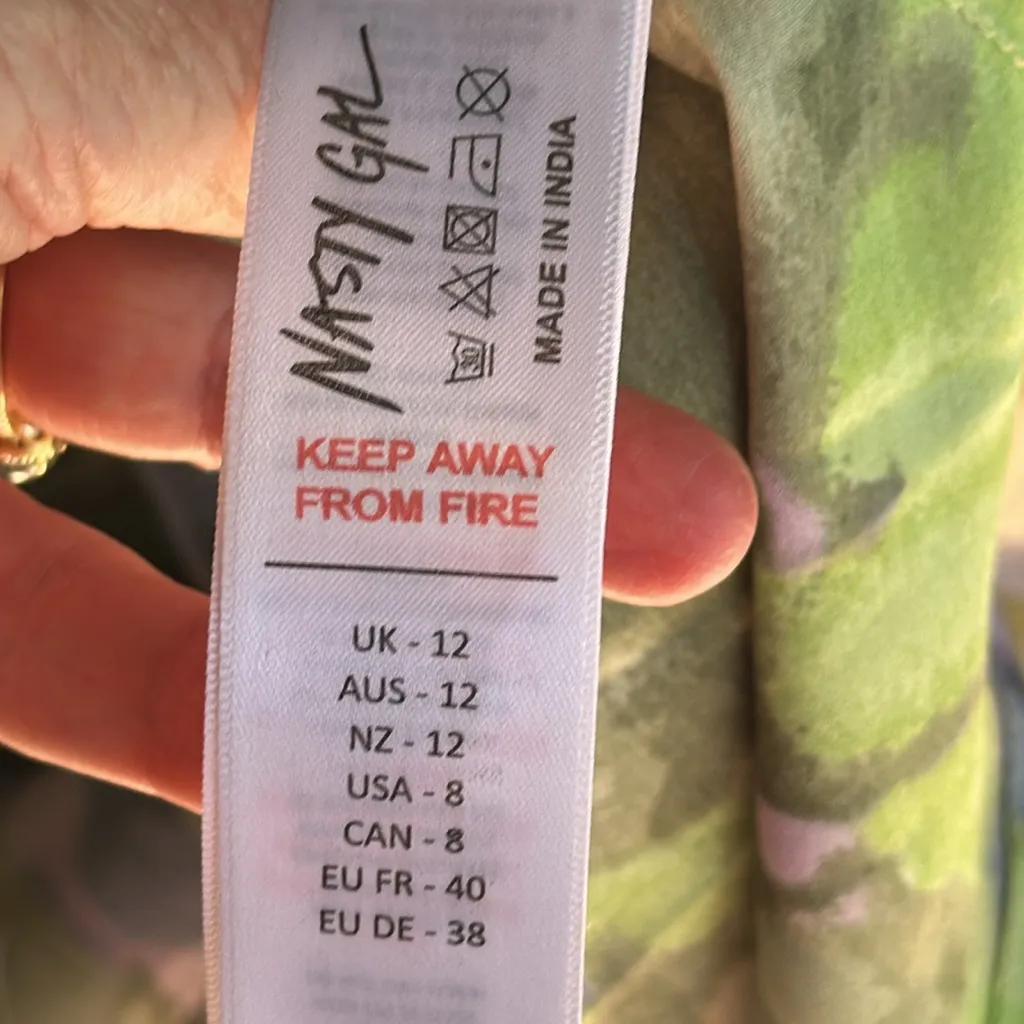 NASTY GAL
30
MADE IN INDIA
KEEP AWAY
FROM FIRE
UK - 12
AUS - 12
NZ - 12
USA - 8
CAN - 8
EU FR - 40
EU DE - 38